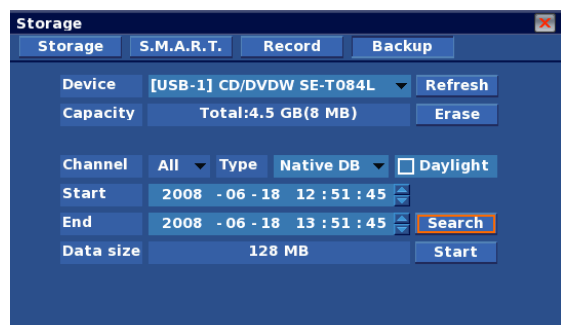 Storage
Storage S.M.A.R.T. Record Backup
Device [USB-1] CD/DVDW SE-T084L Refresh
Capacity Total:4.5 GB(8 MB) Erase
Channel All Type Native DB Daylight
Start 2008 - 06 - 18 12 : 51 : 45
End 2008 - 06 - 18 13 : 51 : 45 Search
Data size 128 MB Start